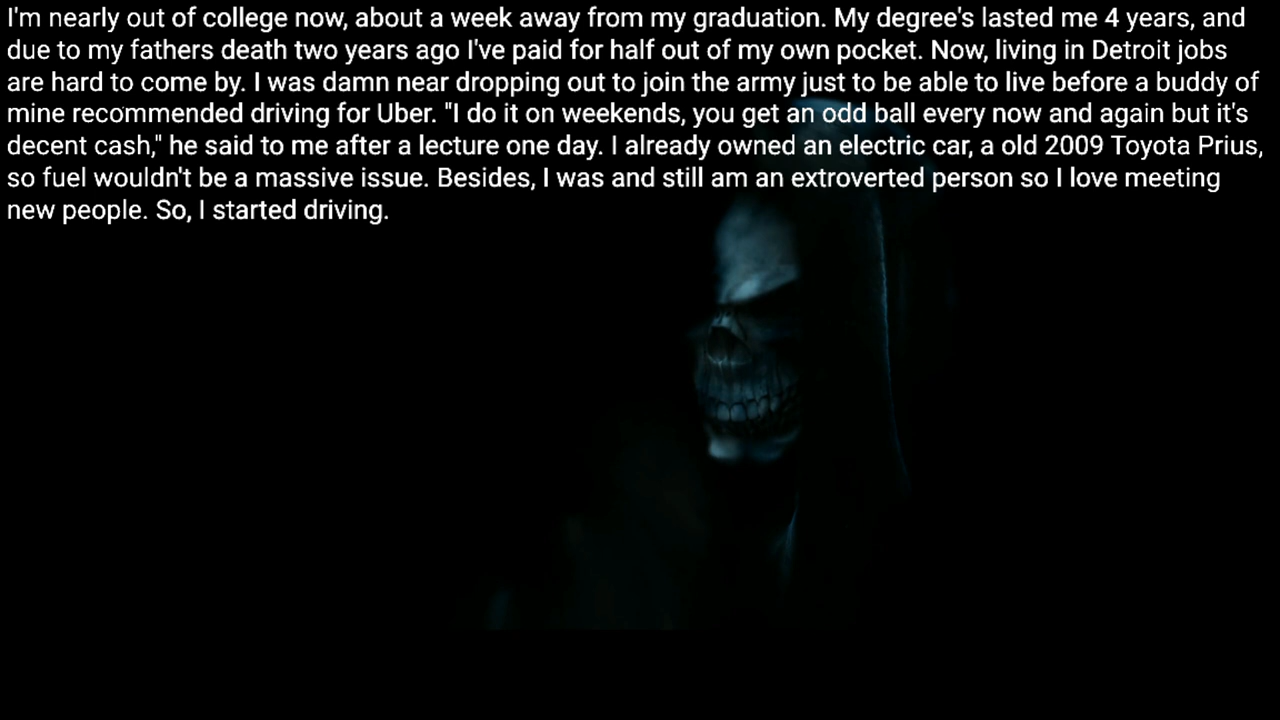 I'm nearly out of college now, about a week away from my graduation. My degree's lasted me 4 years, and
due to my fathers death two years ago I've paid for half out of my own pocket. Now, living in Detroit jobs
are hard to come by. I was damn near dropping out to join the army just to be able to live before a buddy of
mine recommended driving for Uber. "I do it on weekends, you get an odd ball every now and again but it's
decent cash," he said to me after a lecture one day. I already owned an electric car, a old 2009 Toyota Prius,
so fuel wouldn't be a massive issue. Besides, I was and still am an extroverted person so I love meeting
new people. So, I started driving.